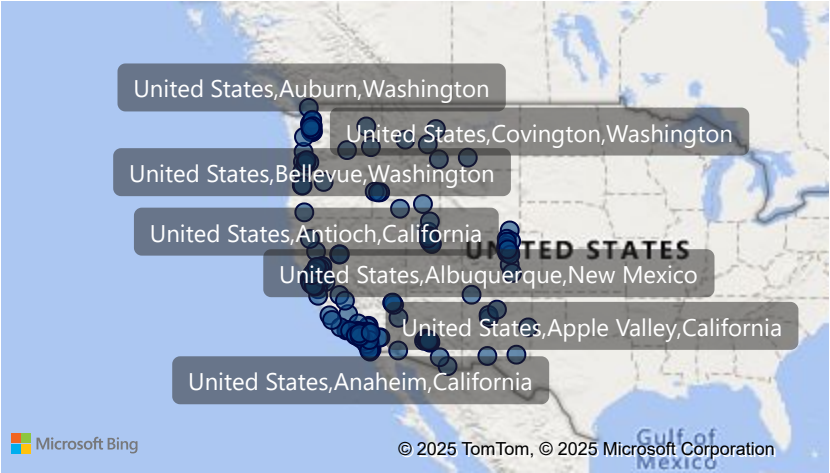 United States,Auburn,Washington
United States,Covington,Washington
United States,Bellevue,Washington
United States,Antioch,California
UNITED STATES
United States,Albuquerque,New Mexico
United States,Apple Valley,California
United States,Anaheim,California
Gulf of
Mexico
Microsoft Bing
© 2025 TomTom, © 2025 Microsoft Corporation